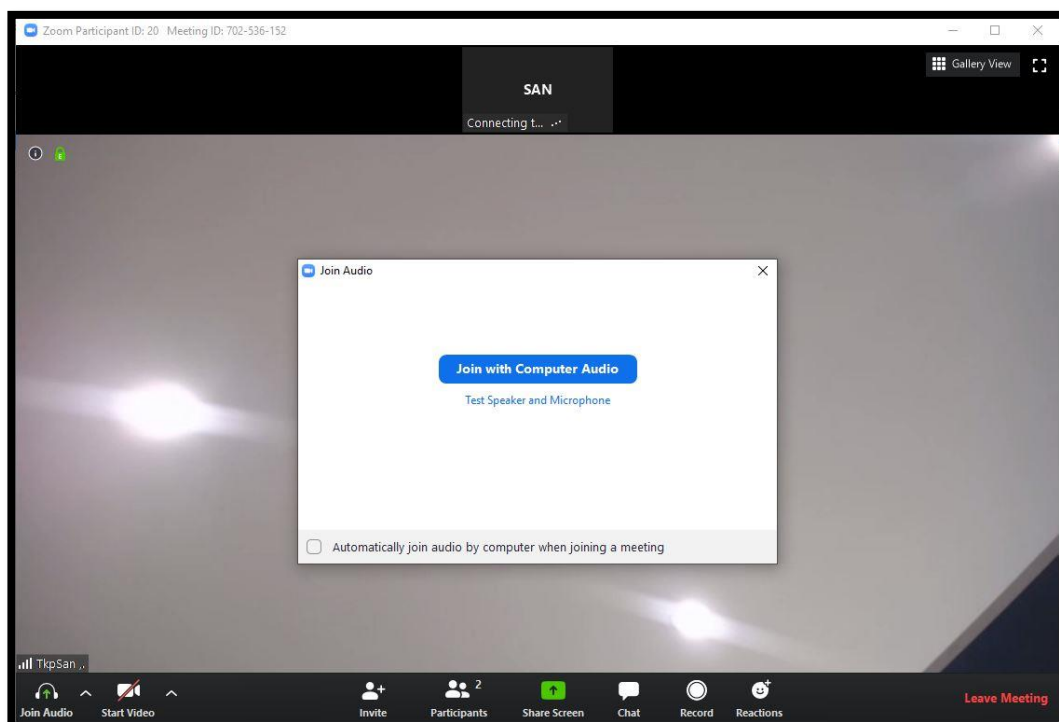 Zoom Participant ID: 20 Meeting ID: 702-536-152
Gallery View
SAN
Connecting t...
Join Audio
Join with Computer Audio
Test Speaker and Microphone
Automatically join audio by computer when joining a meeting
TkpSan ,.
Join Audio
Start Video
Invite
Participants 2
Share Screen
Chat
Record
Reactions
Leave Meeting